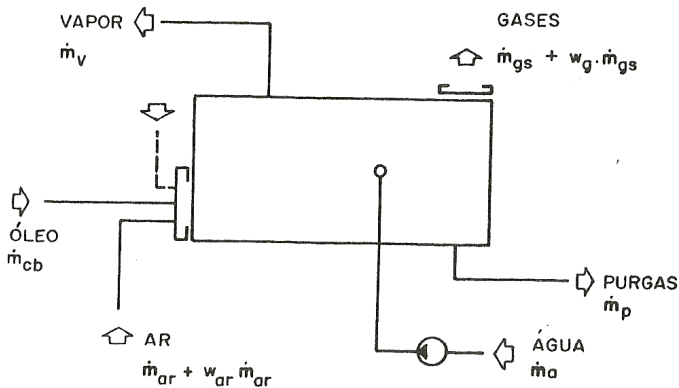 VAPOR
ṁv
GASES
ṁgs + wg.ṁgs
ÓLEO
ṁcb
AR
ṁar + war ṁar
PURGAS
ṁp
ÁGUA
ṁa